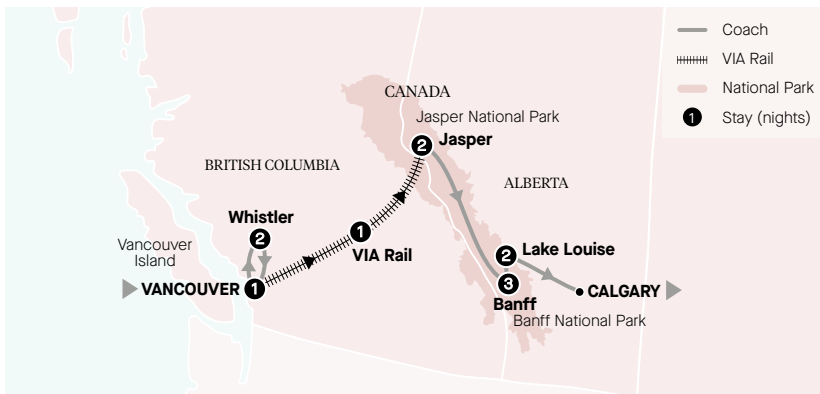 Coach
VIA Rail
National Park
1 Stay (nights)
CANADA
Jasper National Park
2 Jasper
BRITISH COLUMBIA
ALBERTA
Whistler
2
1
VIA Rail
Vancouver
Island
VANCOUVER 1
2 Lake Louise
3
Banff
CALGARY
Banff National Park